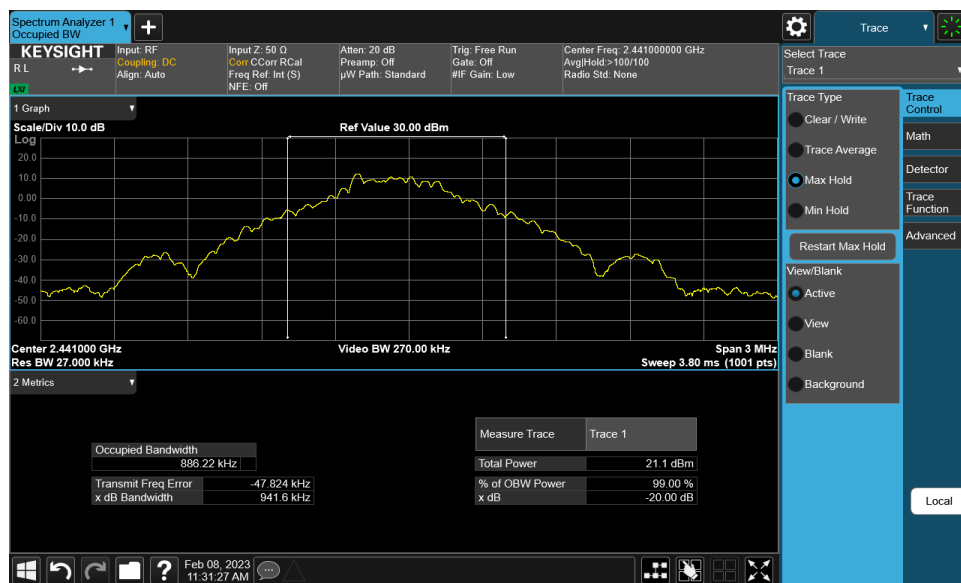 Spectrum Analyzer 1
Occupied BW
KEYSIGHT
R L
LXI
Input: RF
Coupling: DC
Align: Auto
Input Z: 50 Ω
Corr CCorr RCal
Freq Ref: Int (S)
NFE: Off
Atten: 20 dB
Preamp: Off
µW Path: Standard
Trig: Free Run
Gate: Off
#IF Gain: Low
Center Freq: 2.441000000 GHz
Avg|Hold:>100/100
Radio Std: None
1 Graph
Scale/Div 10.0 dB
Ref Value 30.00 dBm
Log
20.0
10.0
0.00
-10.0
-20.0
-30.0
-40.0
-50.0
-60.0
Center 2.441000 GHz
Video BW 270.00 kHz
Span 3 MHz
Res BW 27.000 kHz
Sweep 3.80 ms (1001 pts)
2 Metrics
Occupied Bandwidth
886.22 kHz
Transmit Freq Error -47.824 kHz
x dB Bandwidth 941.6 kHz
Measure Trace Trace 1
Total Power 21.1 dBm
% of OBW Power 99.00 %
x dB -20.00 dB
Feb 08, 2023
11:31:27 AM
Trace
Select Trace
Trace 1
Trace Type
Clear / Write
Trace Average
Max Hold
Min Hold
Restart Max Hold
View/Blank
Active
View
Blank
Background
Trace
Control
Math
Detector
Trace
Function
Advanced
Local